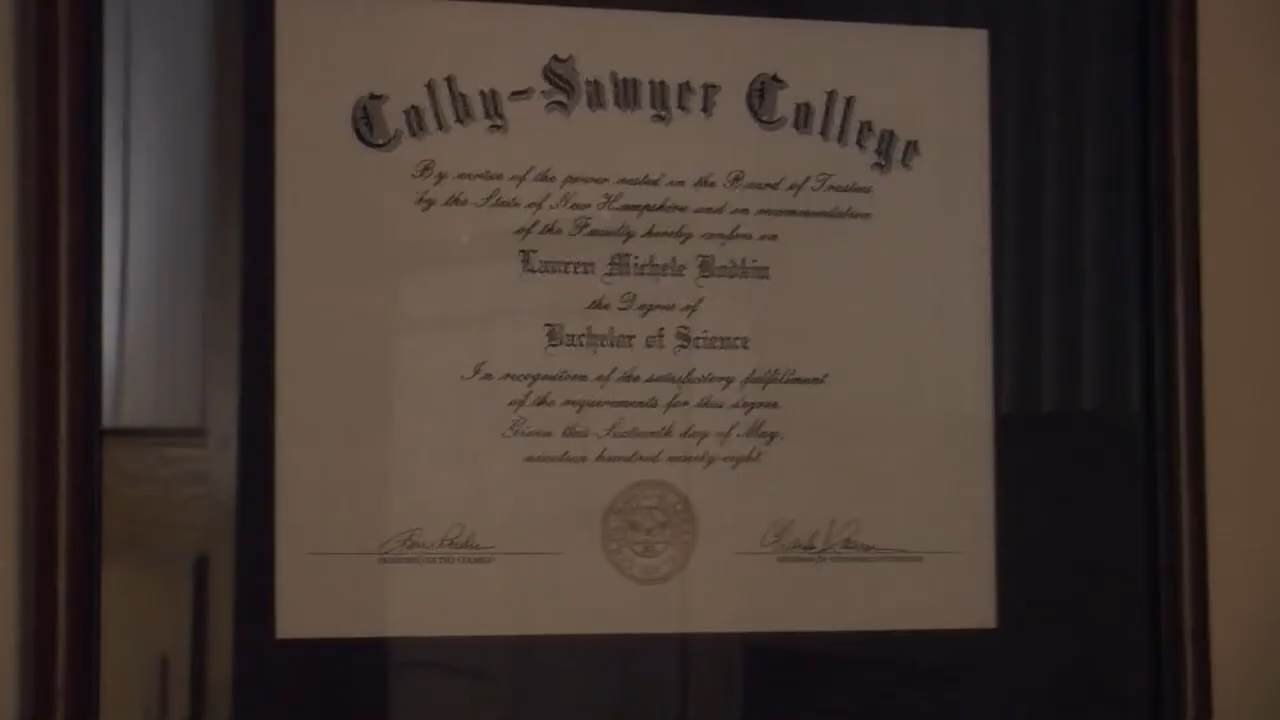 Colby-Sawyer College
By virtue of the power vested in the Board of Trustees
by the State of New Hampshire and on recommendation
of the Faculty hereby confers on
Lauren Michele Bodkin
the Degree of
Bachelor of Science
In recognition of the satisfactory fulfillment
of the requirements for this degree
Given this Sixteenth day of May,
nineteen hundred ninety-eight